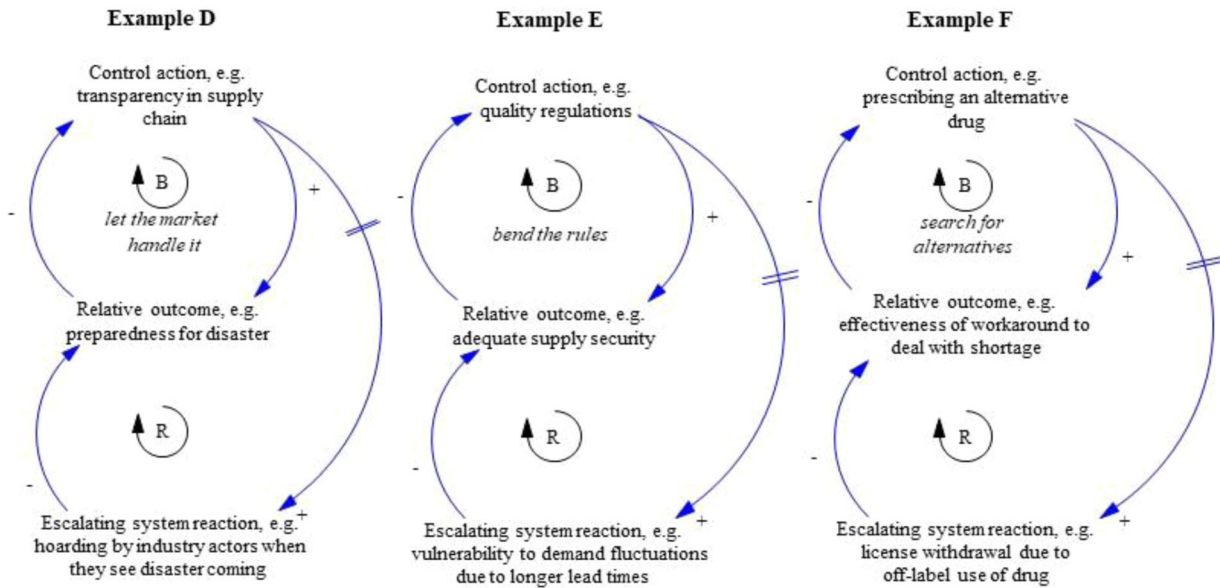 Example D
Control action, e.g.
transparency in supply
chain
-
+
B
let the market
handle it
Relative outcome, e.g.
preparedness for disaster
R
-
+
Escalating system reaction, e.g.
hoarding by industry actors when
they see disaster coming
Example E
Control action, e.g.
quality regulations
-
+
B
bend the rules
Relative outcome, e.g.
adequate supply security
R
-
+
Escalating system reaction, e.g.
vulnerability to demand fluctuations
due to longer lead times
Example F
Control action, e.g.
prescribing an alternative
drug
-
+
B
search for
alternatives
Relative outcome, e.g.
effectiveness of workaround to
deal with shortage
R
-
+
Escalating system reaction, e.g.
license withdrawal due to
off-label use of drug